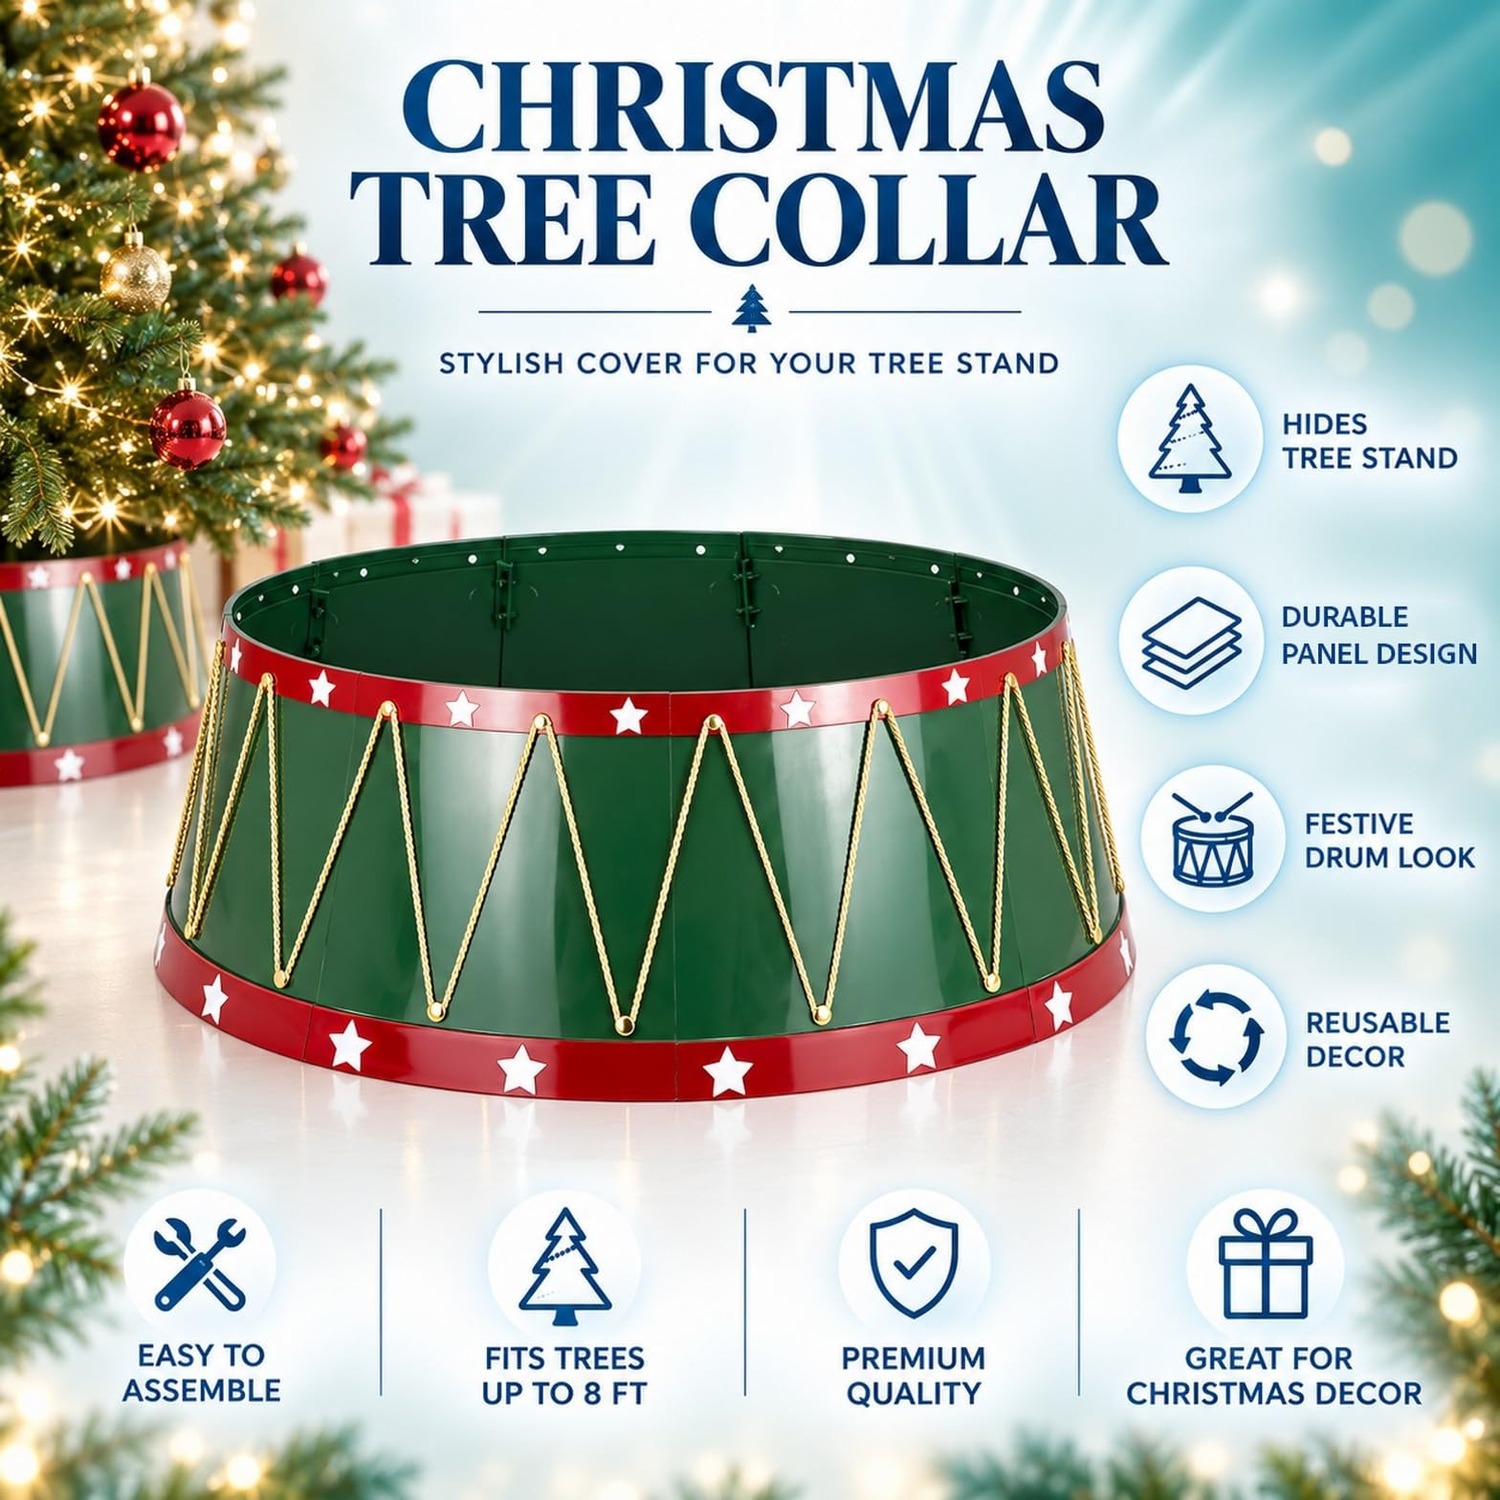 CHRISTMAS
TREE COLLAR
STYLISH COVER FOR YOUR TREE STAND
HIDES
TREE STAND
DURABLE
PANEL DESIGN
FESTIVE
DRUM LOOK
REUSABLE
DECOR
EASY TO
ASSEMBLE
FITS TREES
UP TO 8 FT
PREMIUM
QUALITY
GREAT FOR
CHRISTMAS DECOR